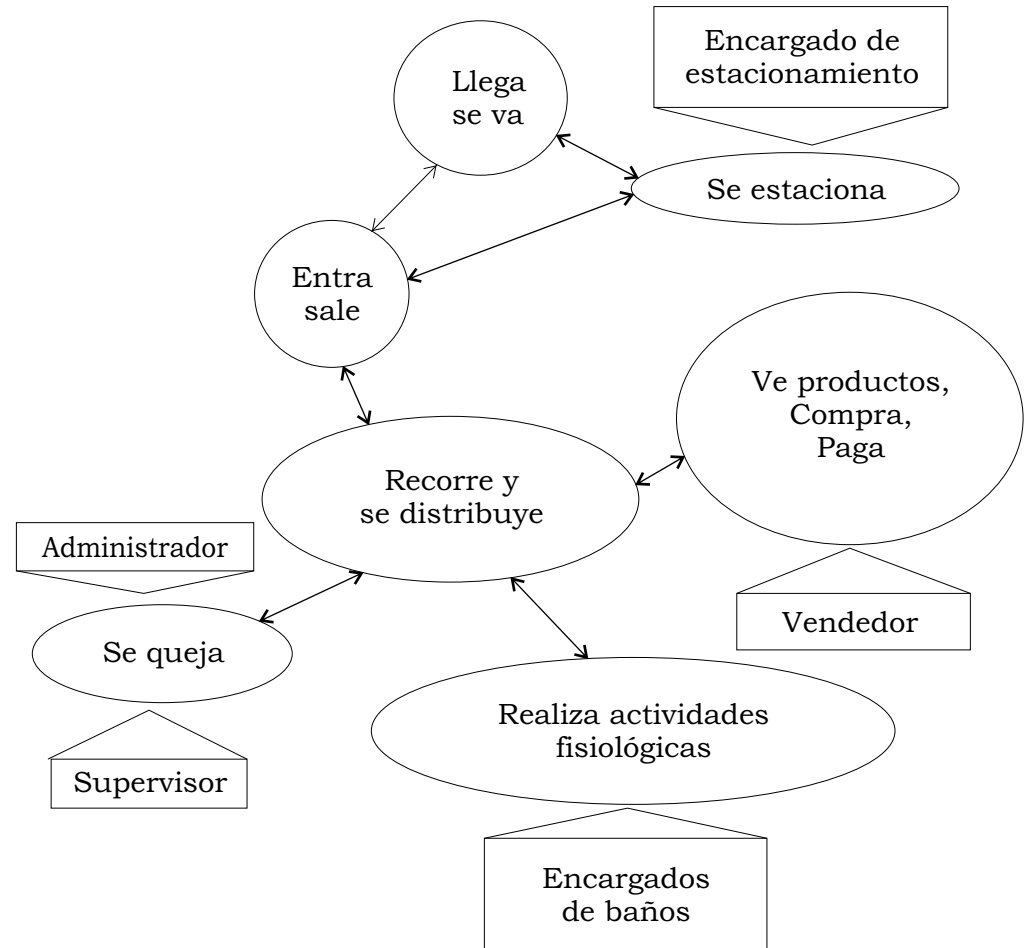 Llega
se va
Encargado de
estacionamiento
Se estaciona
Entra
sale
Ve productos,
Compra,
Paga
Recorre y
se distribuye
Administrador
Vendedor
Se queja
Realiza actividades
fisiológicas
Supervisor
Encargados
de baños